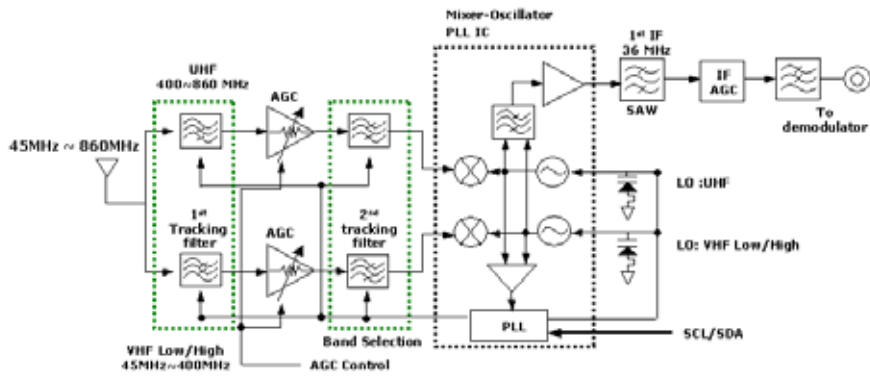 Mixer-Oscillator
PLL IC
1st IF
36 MHz
UHF
400~860 MHz
AGC
IF
AGC
SAW
To
demodulator
45MHz ~ 860MHz
LO :UHF
1st
Tracking
filter
AGC
2nd
tracking
filter
LO: VHF Low/High
PLL
SCL/SDA
VHF Low/High
45MHz~400MHz
Band Selection
AGC Control